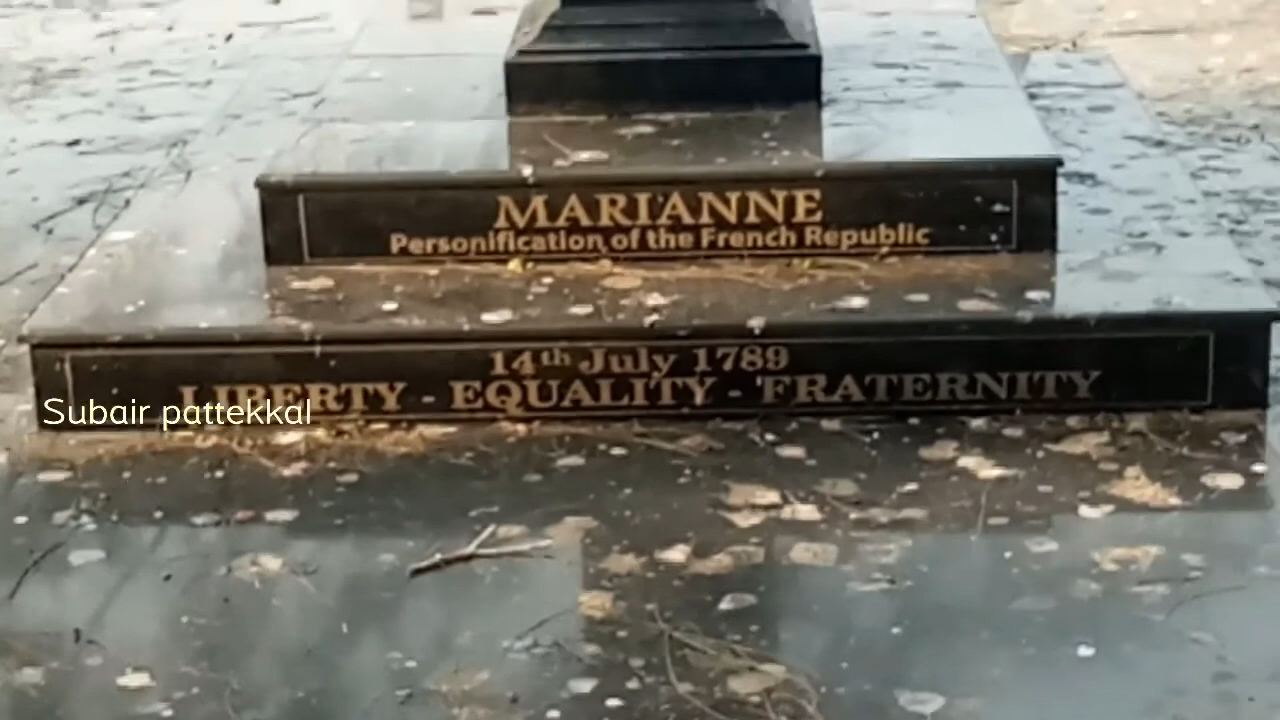 MARIANNE
Personification of the French Republic
14th July 1789
LIBERTY - EQUALITY - FRATERNITY
Subair pattekkal